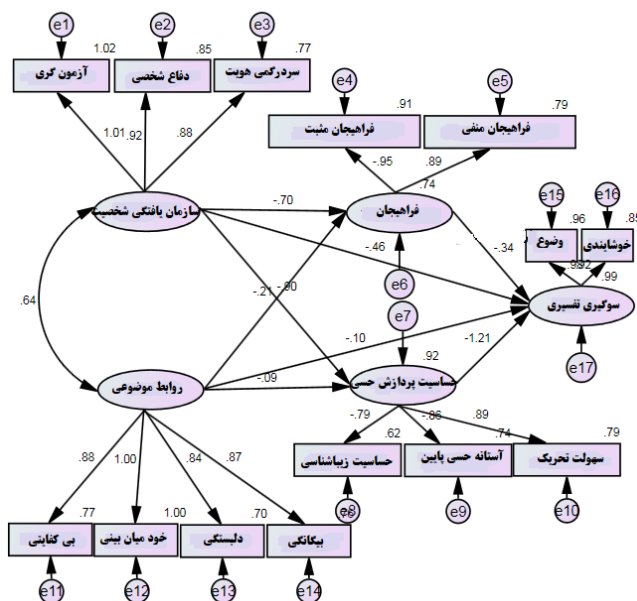 e1
e2
e3
1.02
.85
.77
آزمون گری
دفاع شخصی
سردرگمی هویت
e4
e5
.91
.79
فراهیجان مثبت
فراهیجان منفی
1.01
.92
.88
-.95
.89
.74
سازمان یافتگی شخصیت
-.70
فراهیجان
e15
e16
.96
.85
وضوع
خوشایندی
-.46
-.34
.92
.99
سوگیری تفسیری
e6
e7
-.21
-.90
.64
-.10
-1.21
e17
.92
روابط موضوعی
-.09
حساسیت پردازش حسی
-.79
-.86
.89
.62
.74
.79
حساسیت زیباشناسی
آستانه حسی پایین
سهولت تحریک
e8
e9
e10
.88
1.00
.84
.87
.77
1.00
.70
بی کفایتی
خود میان بینی
دلبستگی
بیگانگی
e11
e12
e13
e14